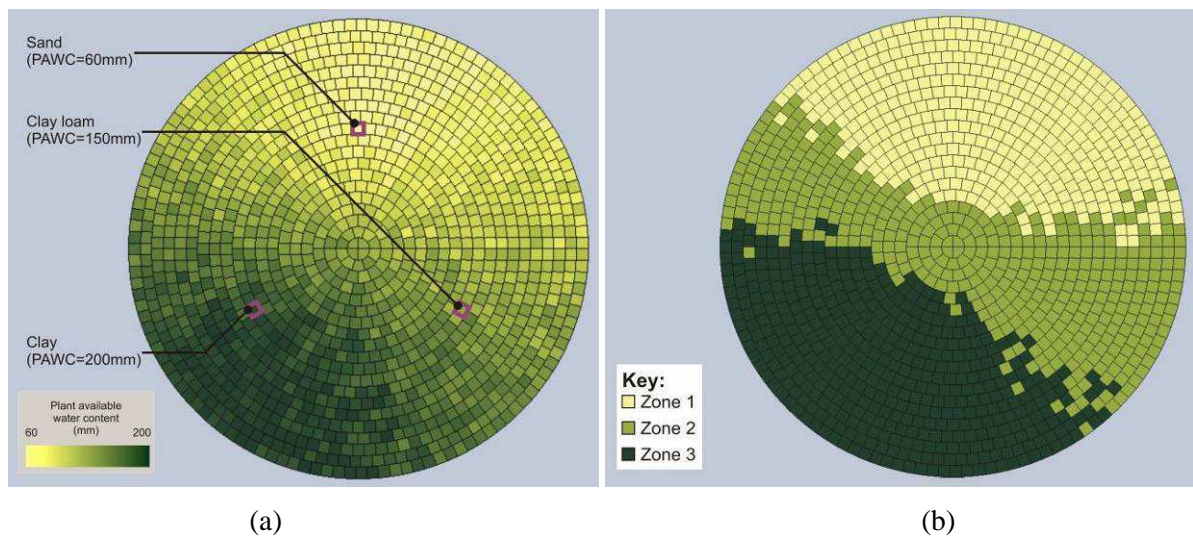 Sand
(PAWC=60mm)
Clay loam
(PAWC=150mm)
Clay
(PAWC=200mm)
Plant available
water content
(mm)
60 200
Key:
Zone 1
Zone 2
Zone 3
(a) (b)